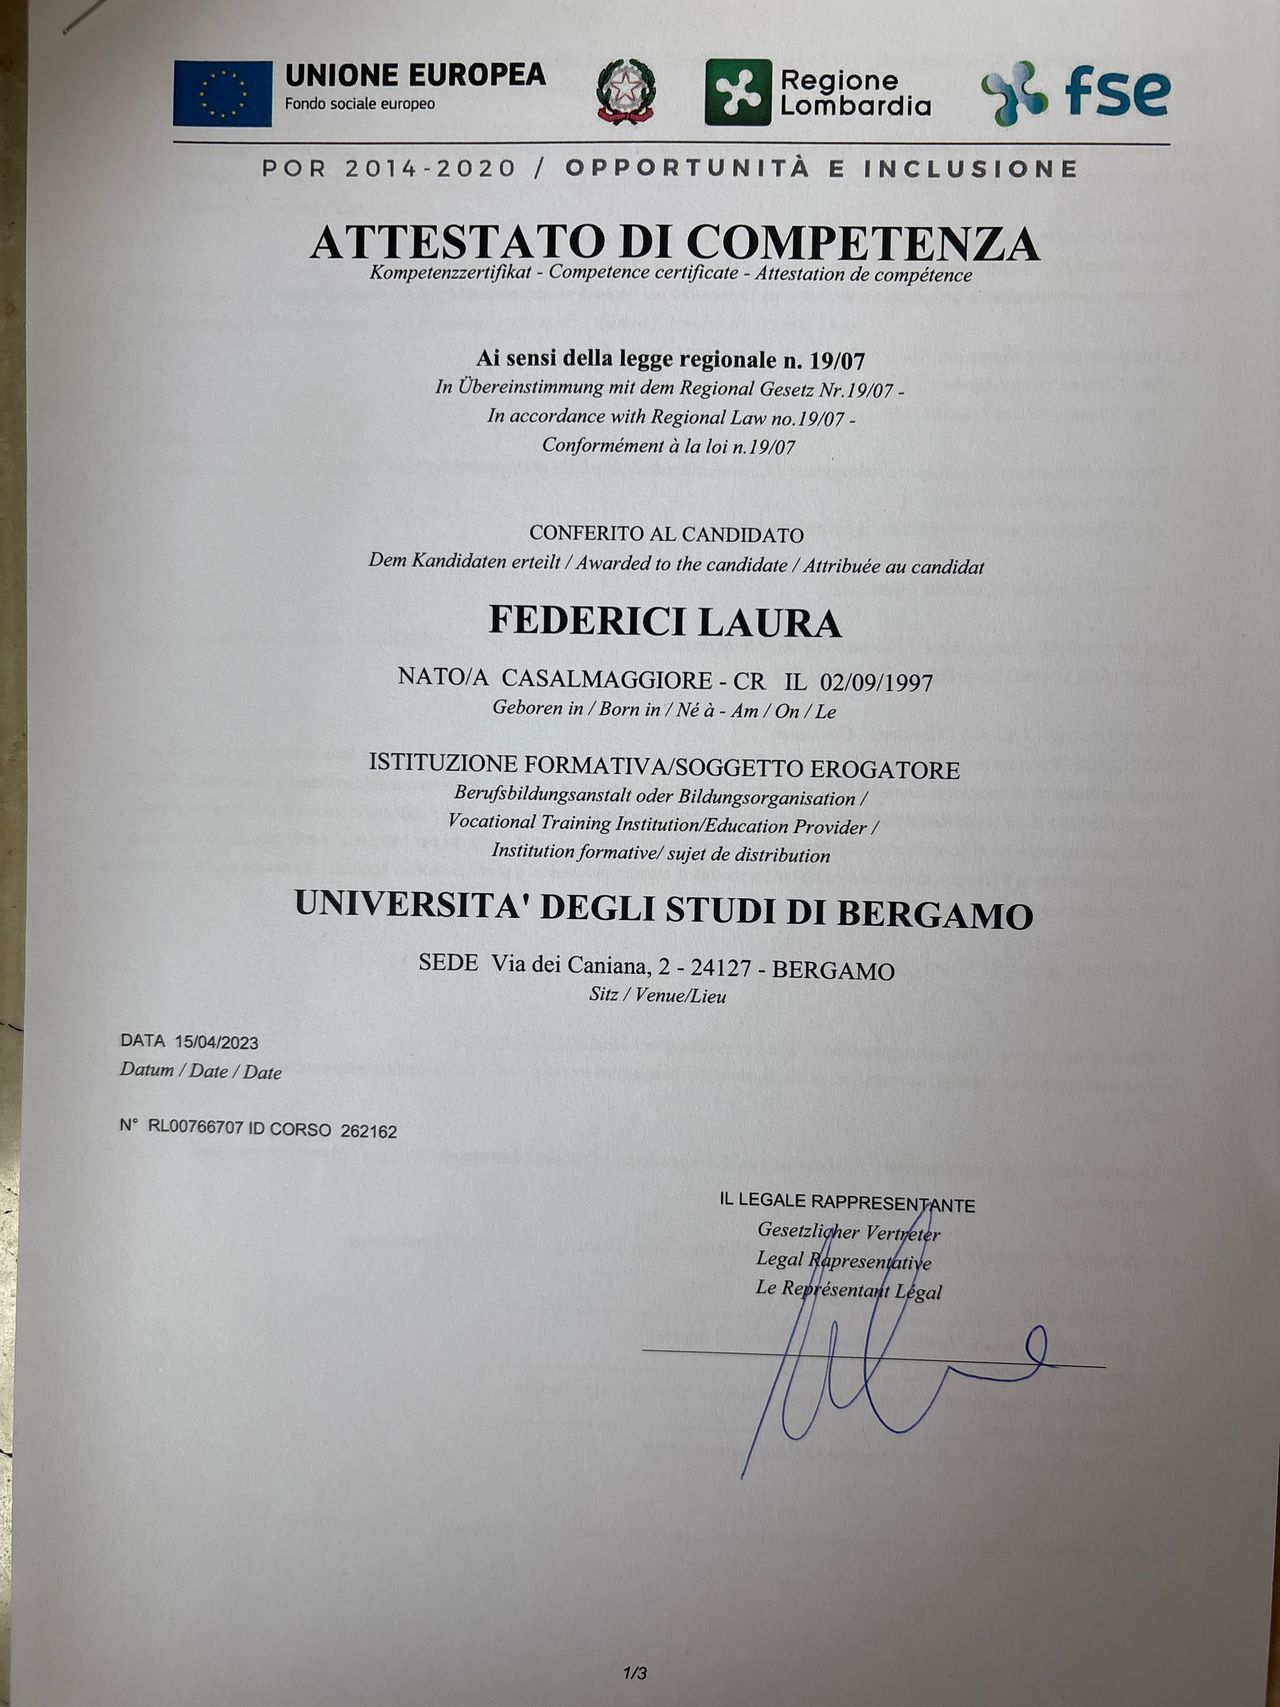 UNIONE EUROPEA
Fondo sociale europeo
Regione
Lombardia
fse
POR 2014-2020 / OPPORTUNITÀ E INCLUSIONE
ATTESTATO DI COMPETENZA
Kompetenzzertifikat - Competence certificate - Attestation de compétence
Ai sensi della legge regionale n. 19/07
In Übereinstimmung mit dem Regional Gesetz Nr.19/07 -
In accordance with Regional Law no.19/07 -
Conformément à la loi n.19/07
CONFERITO AL CANDIDATO
Dem Kandidaten erteilt / Awarded to the candidate / Attribuée au candidat
FEDERICI LAURA
NATO/A CASALMAGGIORE - CR IL 02/09/1997
Geboren in / Born in / Né à - Am / On / Le
ISTITUZIONE FORMATIVA/SOGGETTO EROGATORE
Berufsbildungsanstalt oder Bildungsorganisation /
Vocational Training Institution/Education Provider /
Institution formative/ sujet de distribution
UNIVERSITA' DEGLI STUDI DI BERGAMO
SEDE Via dei Caniana, 2 - 24127 - BERGAMO
Sitz / Venue/Lieu
DATA 15/04/2023
Datum / Date / Date
N° RL00766707 ID CORSO 262162
IL LEGALE RAPPRESENTANTE
Gesetzlicher Vertreter
Legal Rapresentative
Le Représentant Légal
1/3